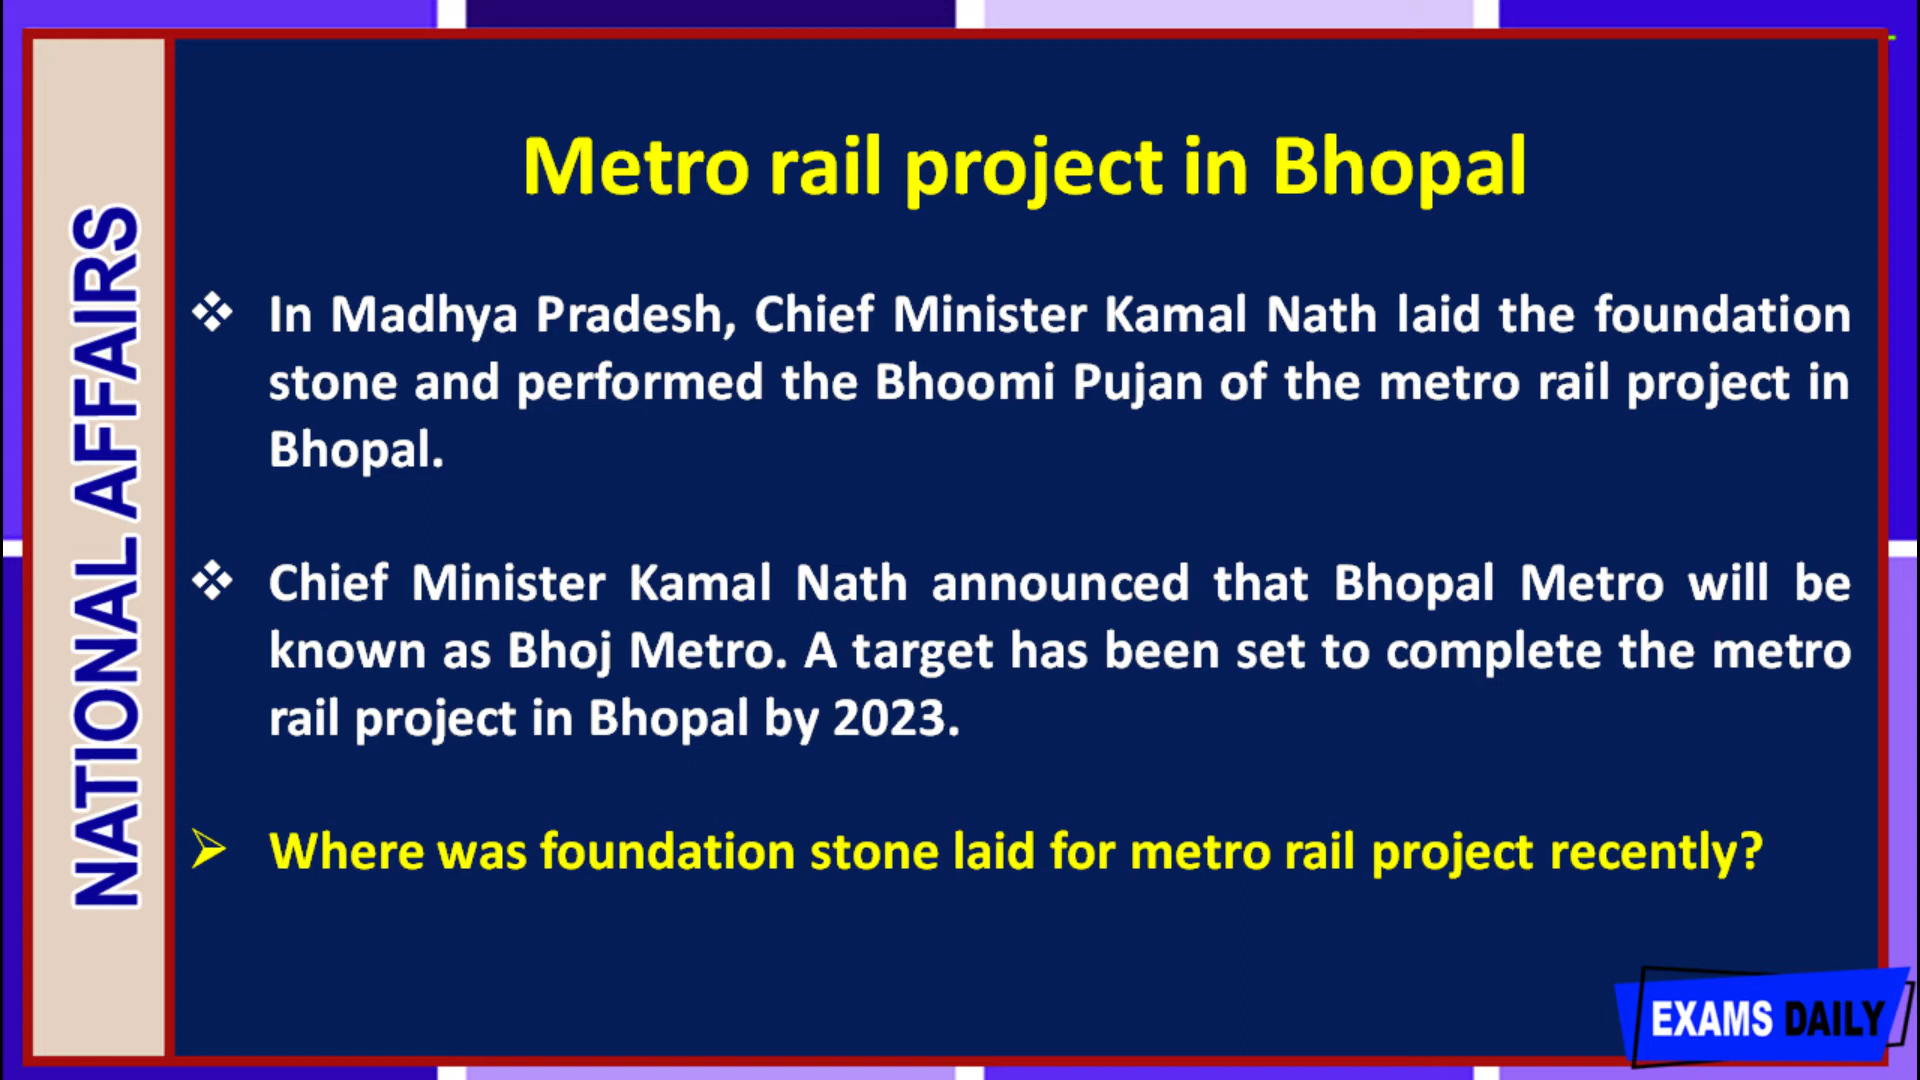 Metro rail project in Bhopal
NATIONAL AFFAIRS
❖ In Madhya Pradesh, Chief Minister Kamal Nath laid the foundation
stone and performed the Bhoomi Pujan of the metro rail project in
Bhopal.
❖ Chief Minister Kamal Nath announced that Bhopal Metro will be
known as Bhoj Metro. A target has been set to complete the metro
rail project in Bhopal by 2023.
➢ Where was foundation stone laid for metro rail project recently?
EXAMS DAILY